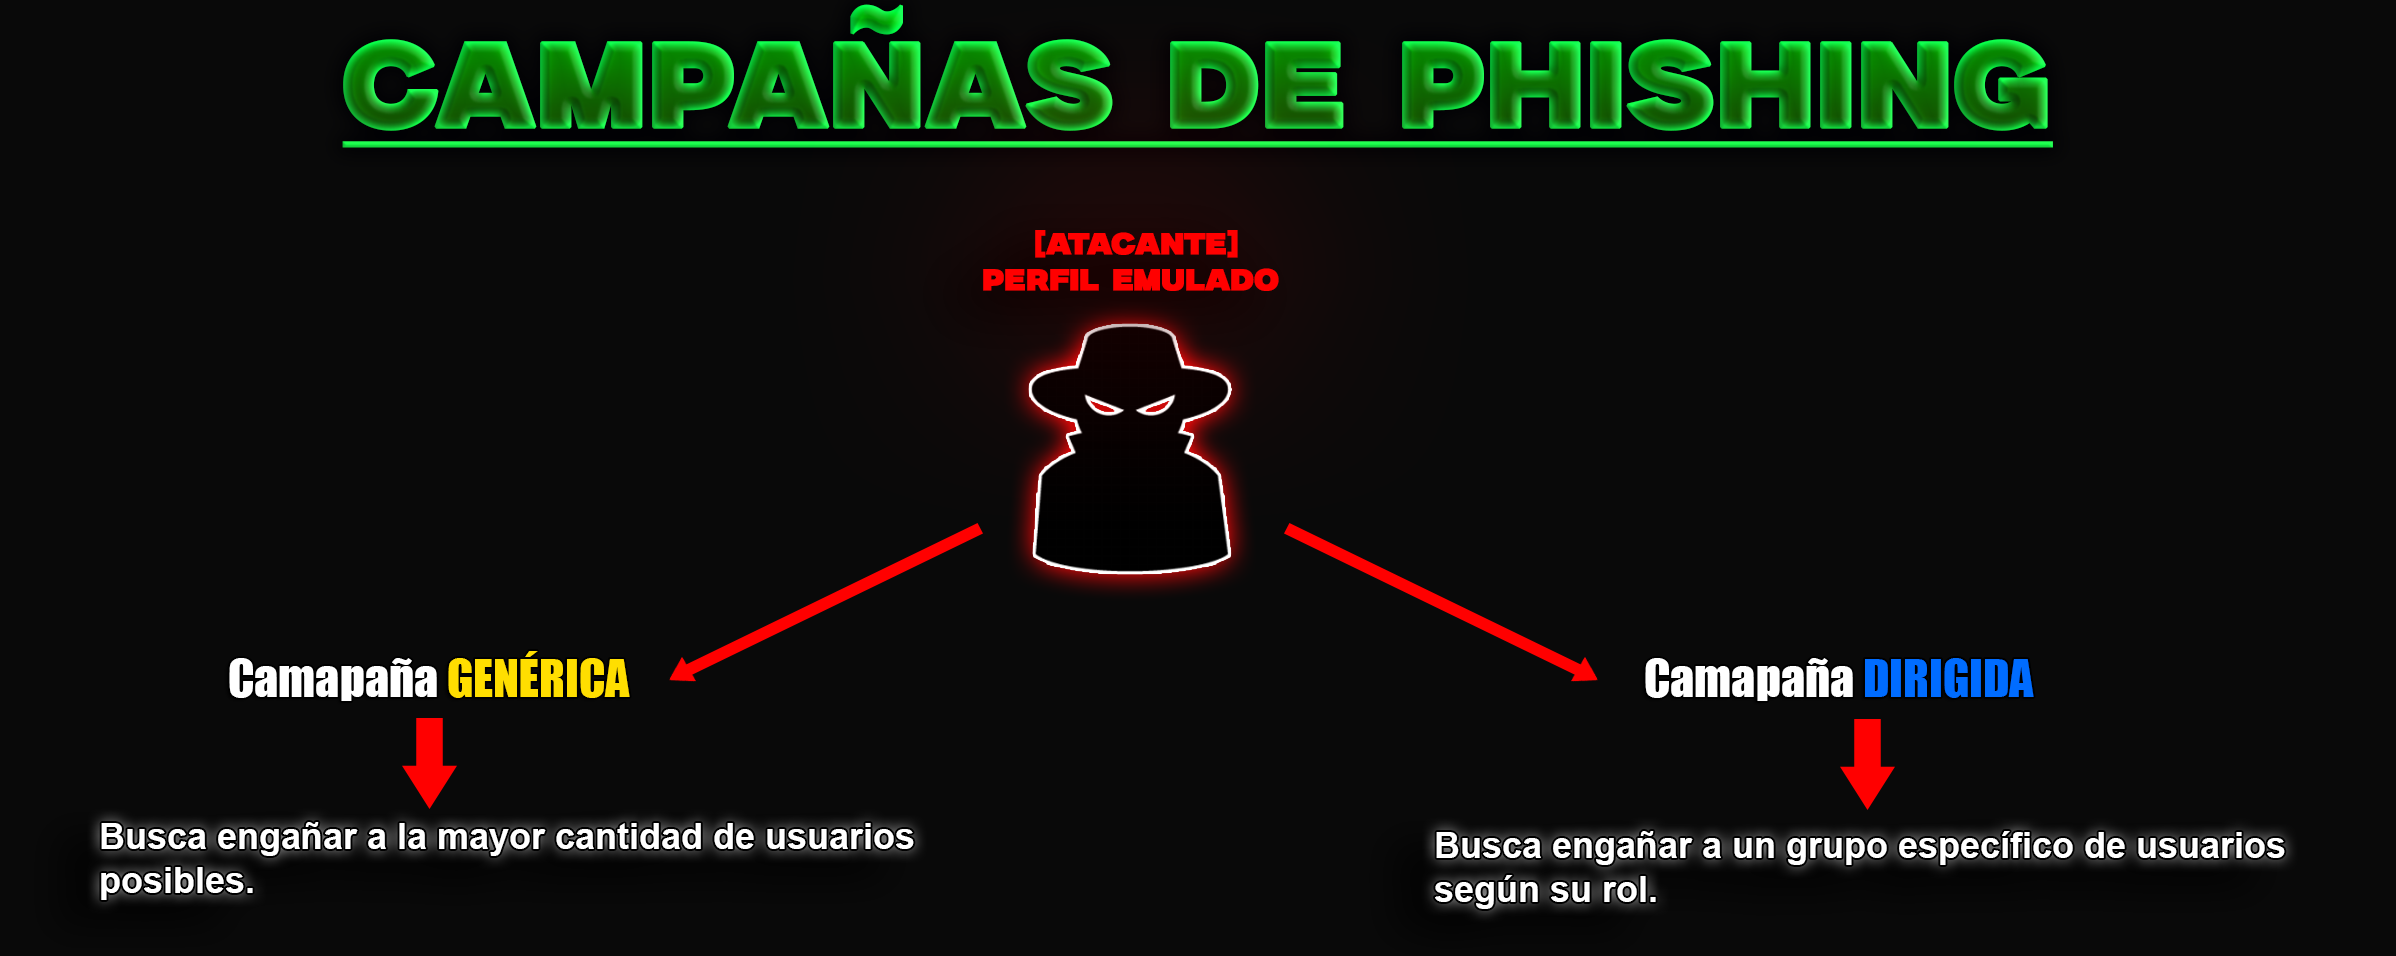 CAMPAÑAS DE PHISHING
[ATACANTE]
PERFIL EMULADO
Camapaña GENÉRICA
Camapaña DIRIGIDA
Busca engañar a la mayor cantidad de usuarios
posibles.
Busca engañar a un grupo específico de usuarios
según su rol.